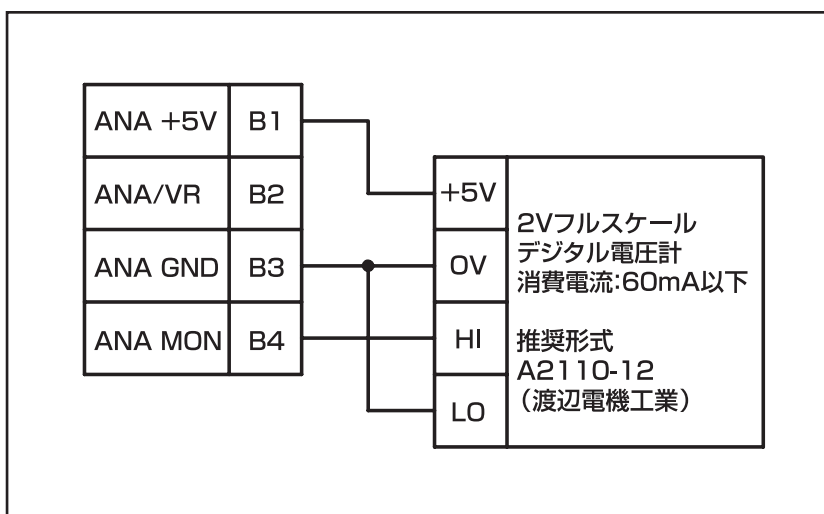 ANA +5V B1
ANA/VR B2
ANA GND B3
ANA MON B4
+5V
0V
HI
LO
2Vフルスケール
デジタル電圧計
消費電流:60mA以下
推奨形式
A2110-12
（渡辺電機工業）